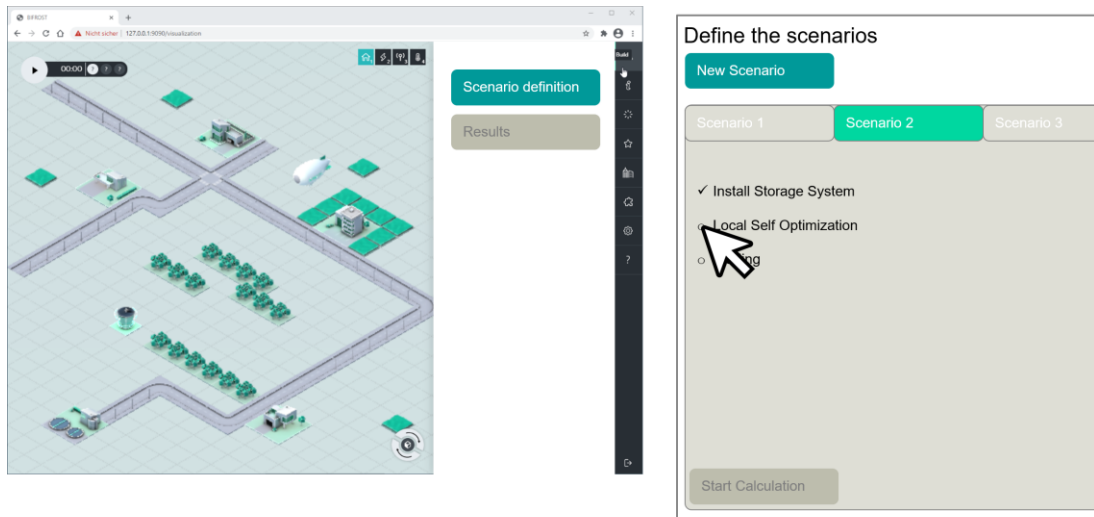 BIFROST
Nicht sicher | 127.0.0.1:9090/visualization
00:00 ? ? ?
Build
Scenario definition
Results
?
Define the scenarios
New Scenario
Scenario 1 Scenario 2 Scenario 3
✓ Install Storage System
Local Self Optimization
Start Calculation